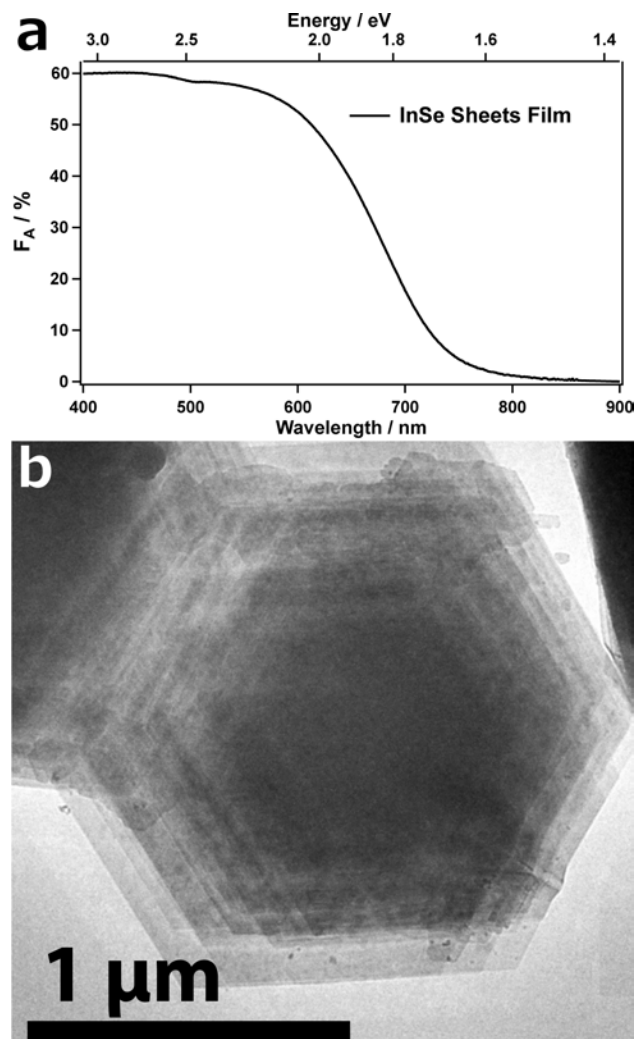 a
Energy / eV
3.0 2.5 2.0 1.8 1.6 1.4
60
50
40
30
20
10
0
F_A / %
InSe Sheets Film
400 500 600 700 800 900
Wavelength / nm
b
1 μm